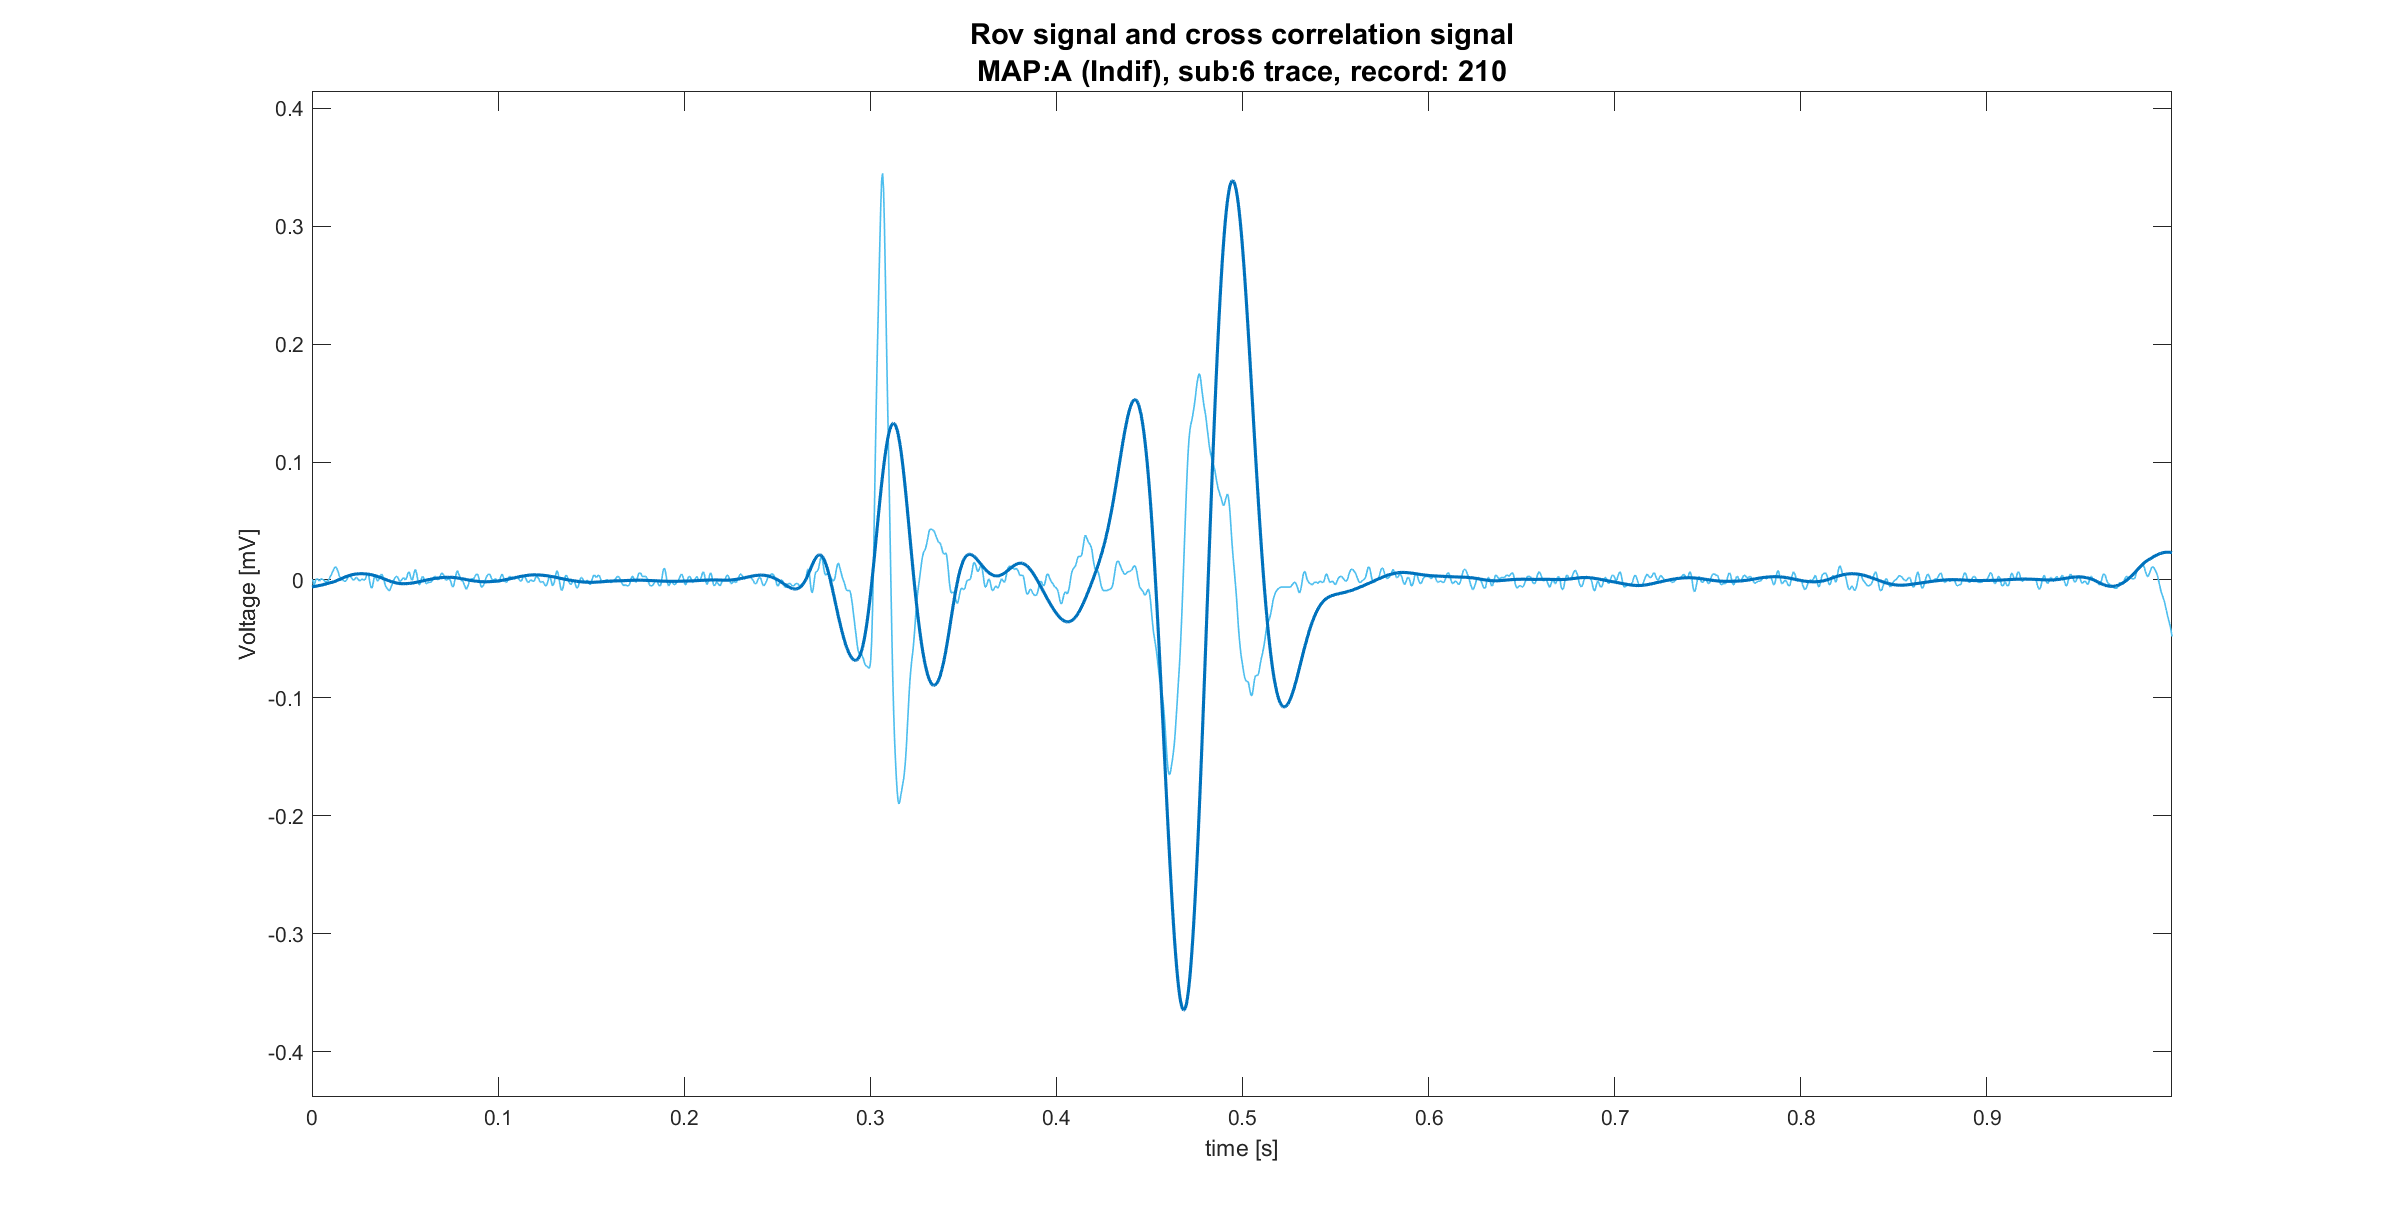 Rov signal and cross correlation signal
MAP:A (Indif), sub:6 trace, record: 210
0.4
0.3
0.2
0.1
0
-0.1
-0.2
-0.3
-0.4
Voltage [mV]
0 0.1 0.2 0.3 0.4 0.5 0.6 0.7 0.8 0.9
time [s]